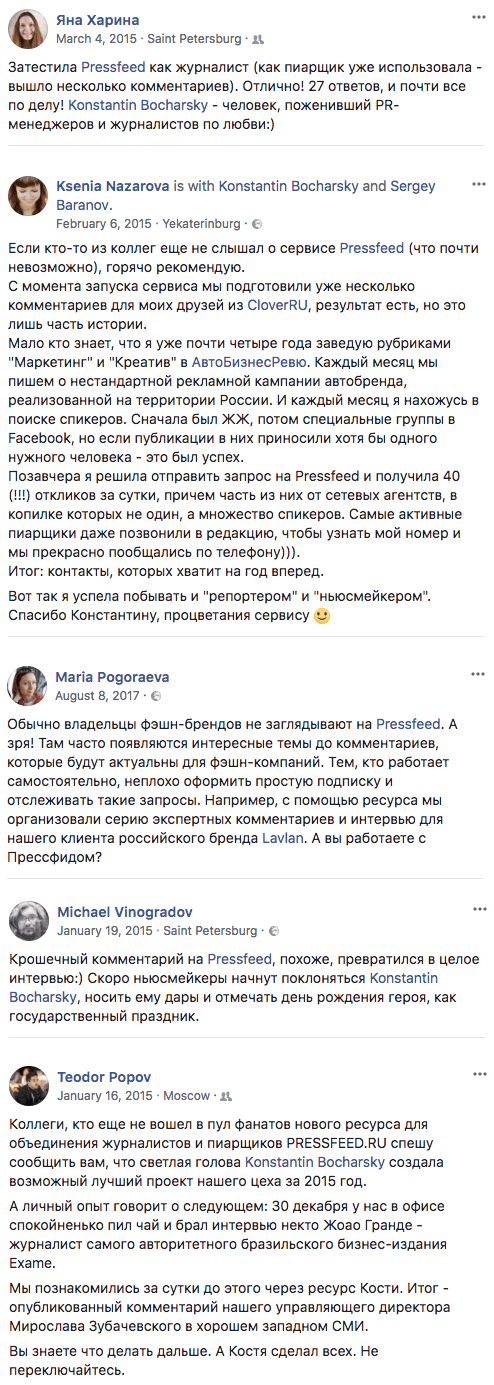 Яна Харина
March 4, 2015 · Saint Petersburg ·
Затестила Pressfeed как журналист (как пиарщик уже использовала -
вышло несколько комментариев). Отлично! 27 ответов, и почти все
по делу! Konstantin Bocharsky - человек, поженивший PR-
менеджеров и журналистов по любви:)
Ksenia Nazarova is with Konstantin Bocharsky and Sergey
Baranov.
February 6, 2015 · Yekaterinburg ·
Если кто-то из коллег еще не слышал о сервисе Pressfeed (что почти
невозможно), горячо рекомендую.
С момента запуска сервиса мы подготовили уже несколько
комментариев для моих друзей из CloverRU, результат есть, но это
лишь часть истории.
Мало кто знает, что я уже почти четыре года заведую рубриками
"Маркетинг" и "Креатив" в АвтоБизнесРевю. Каждый месяц мы
пишем о нестандартной рекламной кампании автобренда,
реализованной на территории России. И каждый месяц я нахожусь в
поиске спикеров. Сначала был ЖЖ, потом специальные группы в
Facebook, но если публикации в них приносили хотя бы одного
нужного человека - это был успех.
Позавчера я решила отправить запрос на Pressfeed и получила 40
(!!!) откликов за сутки, причем часть из них от сетевых агентств, в
копилке которых не один, а множество спикеров. Самые активные
пиарщики даже позвонили в редакцию, чтобы узнать мой номер и
мы прекрасно пообщались по телефону))).
Итог: контакты, которых хватит на год вперед.
Вот так я успела побывать и "репортером" и "ньюсмейкером".
Спасибо Константину, процветания сервису 🙂
Maria Pogoraeva
August 8, 2017 ·
Обычно владельцы фэшн-брендов не заглядывают на Pressfeed. А
зря! Там часто появляются интересные темы до комментариев,
которые будут актуальны для фэшн-компаний. Тем, кто работает
самостоятельно, неплохо оформить простую подписку и
отслеживать такие запросы. Например, с помощью ресурса мы
организовали серию экспертных комментариев и интервью для
нашего клиента российского бренда Lavlan. А вы работаете с
Прессфидом?
Michael Vinogradov
January 19, 2015 · Saint Petersburg ·
Крошечный комментарий на Pressfeed, похоже, превратился в целое
интервью:) Скоро ньюсмейкеры начнут поклоняться Konstantin
Bocharsky, носить ему дары и отмечать день рождения героя, как
государственный праздник.
Teodor Popov
January 16, 2015 · Moscow ·
Коллеги, кто еще не вошел в пул фанатов нового ресурса для
объединения журналистов и пиарщиков PRESSFEED.RU спешу
сообщить вам, что светлая голова Konstantin Bocharsky создала
возможный лучший проект нашего цеха за 2015 год.
А личный опыт говорит о следующем: 30 декабря у нас в офисе
спокойненько пил чай и брал интервью некто Жоао Гранде -
журналист самого авторитетного бразильского бизнес-издания
Exame.
Мы познакомились за сутки до этого через ресурс Кости. Итог -
опубликованный комментарий нашего управляющего директора
Мирослава Зубачевского в хорошем западном СМИ.
Вы знаете что делать дальше. А Костя сделал всех. Не
переключайтесь.